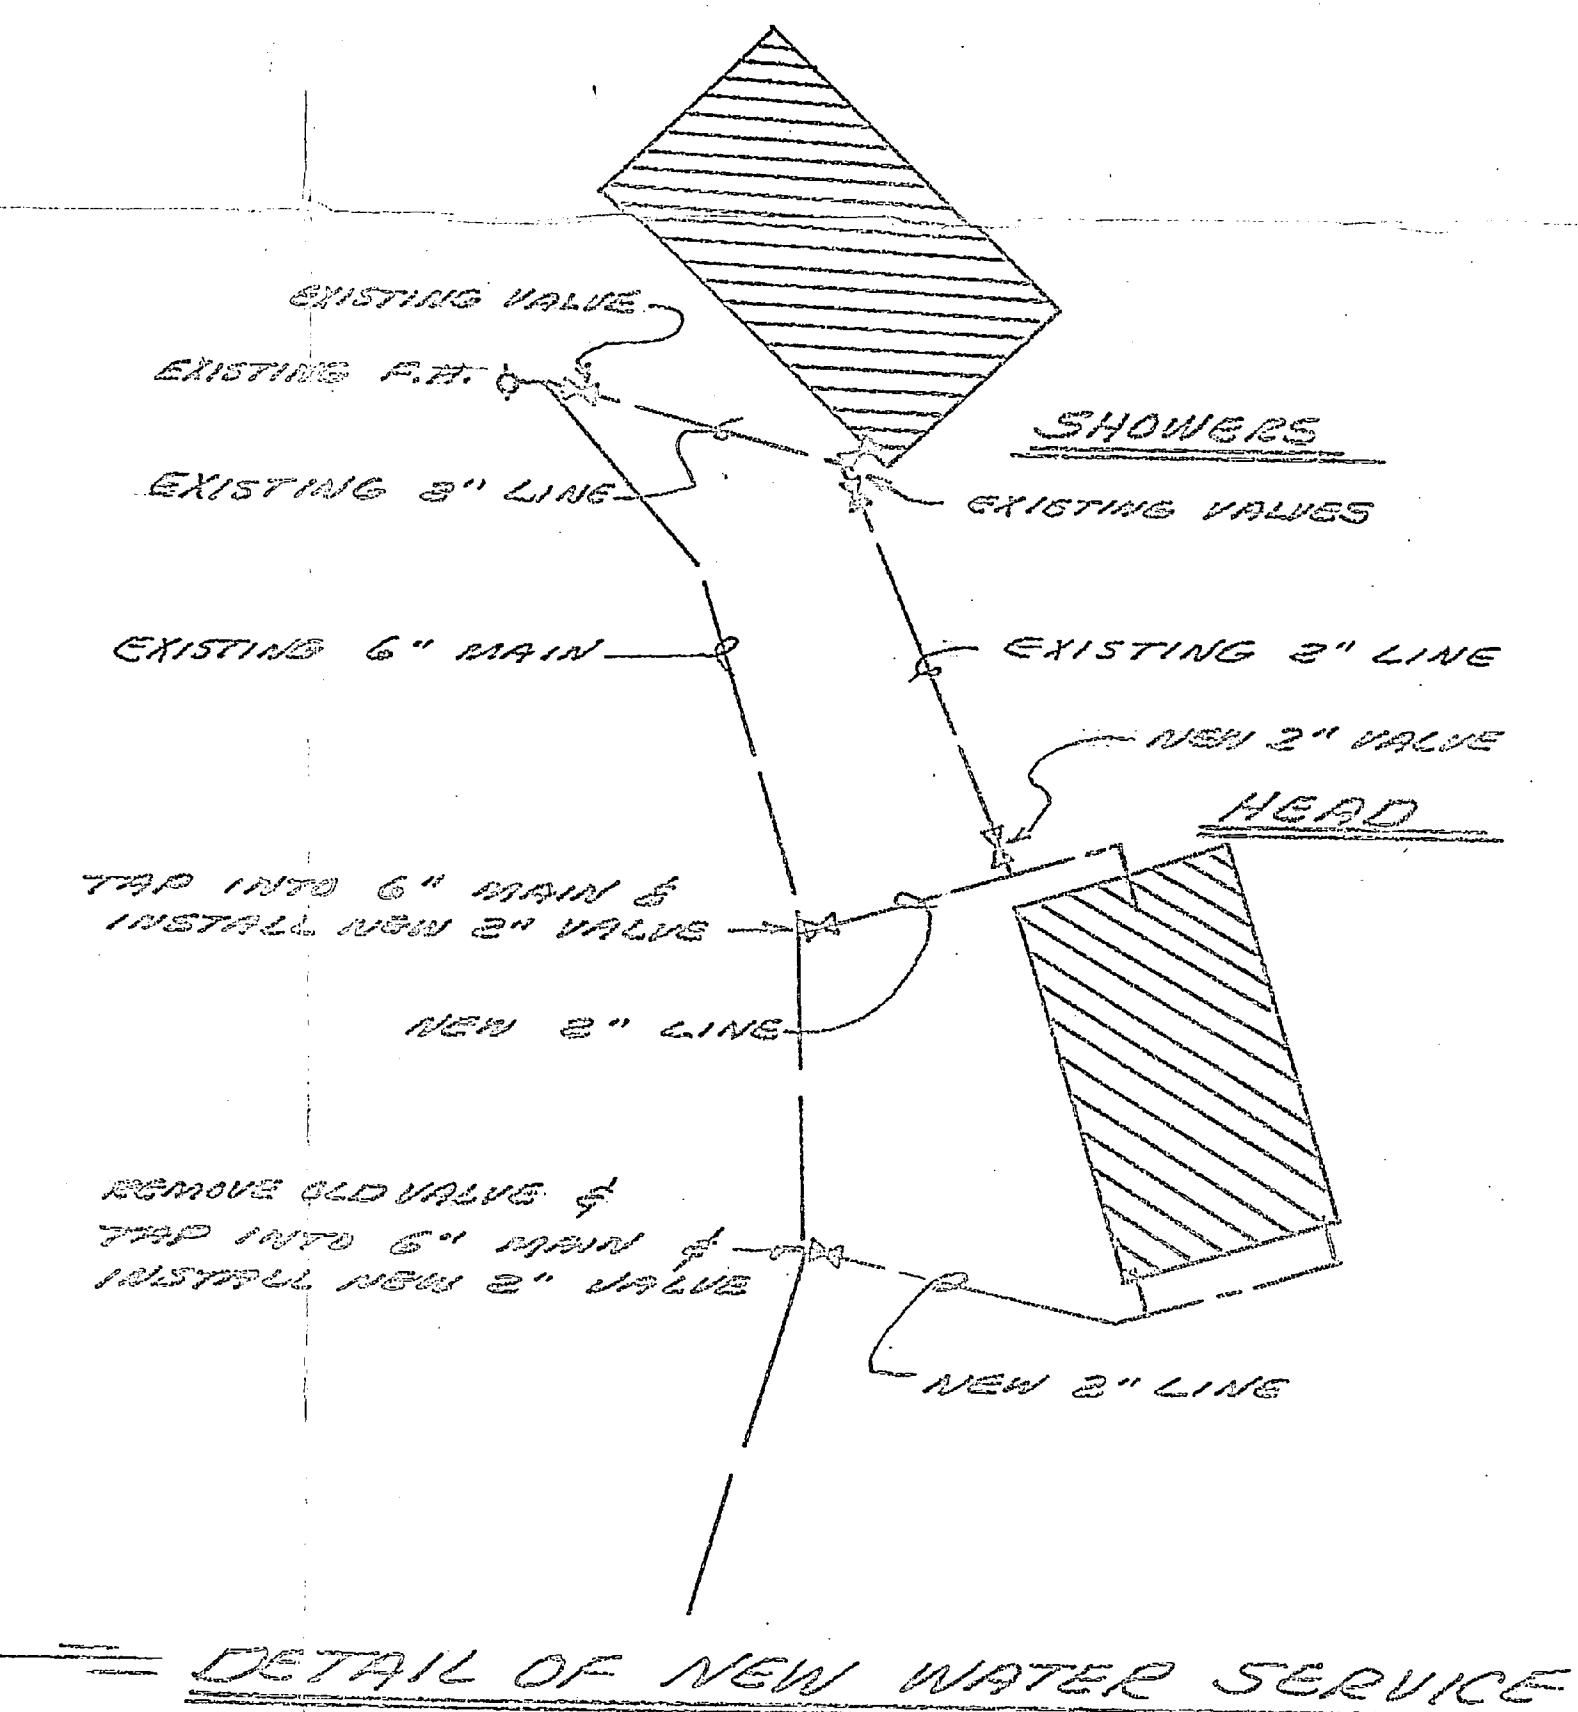 EXISTING VALVE
EXISTING F.H.
SHOWERS
EXISTING 2" LINE
EXISTING VALVES
EXISTING 6" MAIN
EXISTING 2" LINE
NEW 2" VALVE
HEAD
TAP INTO 6" MAIN &
INSTALL NEW 2" VALVE
NEW 2" LINE
REMOVE OLD VALVE &
TAP INTO 6" MAIN &
INSTALL NEW 2" VALVE
NEW 2" LINE
DETAIL OF NEW WATER SERVICE